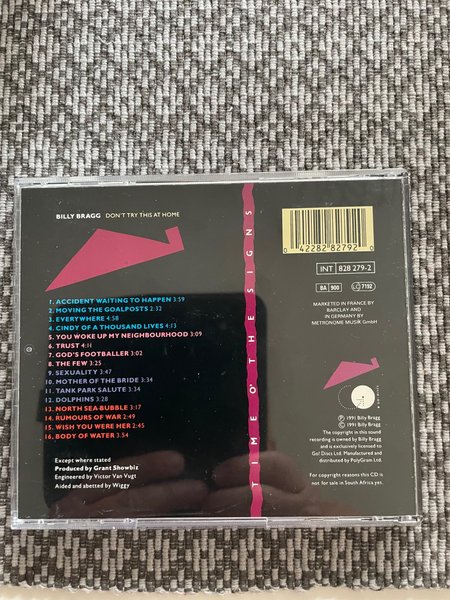 BILLY BRAGG DON'T TRY THIS AT HOME
1. ACCIDENT WAITING TO HAPPEN 3:59
2. MOVING THE GOALPOSTS 2:32
3. EVERYWHERE 4:58
4. CINDY OF A THOUSAND LIVES 4:13
5. YOU WOKE UP MY NEIGHBOURHOOD 3:09
6. TRUST 4:11
7. GOD'S FOOTBALLER 3:02
8. THE FEW 3:25
9. SEXUALITY 3:47
10. MOTHER OF THE BRIDE 3:34
11. TANK PARK SALUTE 3:34
12. DOLPHINS 3:28
13. NORTH SEA BUBBLE 3:17
14. RUMOURS OF WAR 2:49
15. WISH YOU WERE HER 2:45
16. BODY OF WATER 3.54
Except where stated
Produced by Grant Showbiz
Engineered by Victor Van Vugt
Aided and abetted by Wiggy
TIME O' THE SIGNS
0 42282 82792 0
INT 828 279-2
BA 900 LC 7192
MARKETED IN FRANCE BY
BARCLAY AND
IN GERMANY BY
METRONOME MUSIK GmbH
℗ 1991 Billy Bragg
© 1991 Billy Bragg
The copyright in this sound
recording is owned by Billy Bragg
and is exclusively licensed to
Go! Discs Ltd. Manufactured and
distributed by PolyGram Ltd.
For copyright reasons this CD is
not for sale in South Africa yet.